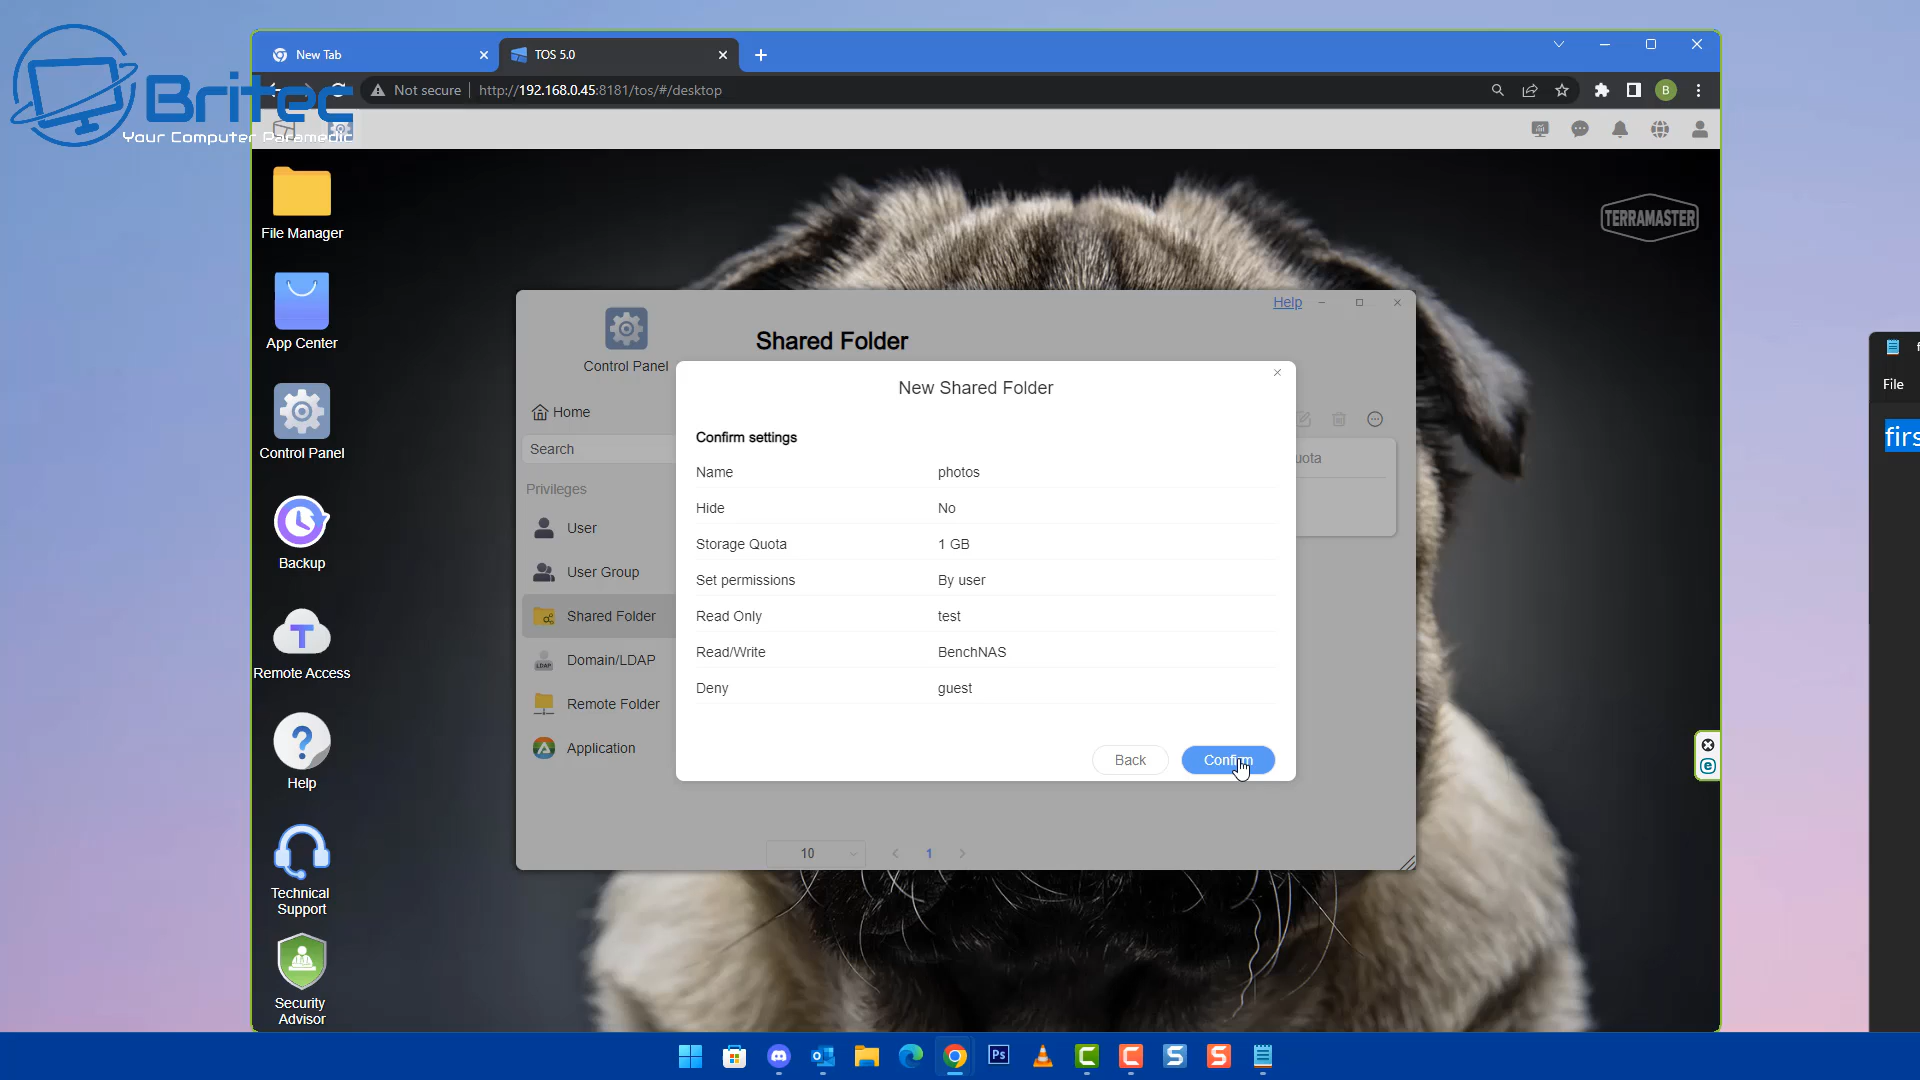 New Tab
TOS 5.0
Britec
Your Computer Paramedic
Not secure
http://192.168.0.45:8181/tos/#/desktop
B
File Manager
App Center
Control Panel
Backup
T
Remote Access
?
Help
Technical
Support
Security
Advisor
TERRAMASTER
Help
Control Panel
Shared Folder
Home
Search
Privileges
User
User Group
Shared Folder
LDAP
Domain/LDAP
Remote Folder
Application
New Shared Folder
Confirm settings
Name photos
Hide No
Storage Quota 1 GB
Set permissions By user
Read Only test
Read/Write BenchNAS
Deny guest
Back
Confirm
10
1
File
firs
Ps
C
C
S
S